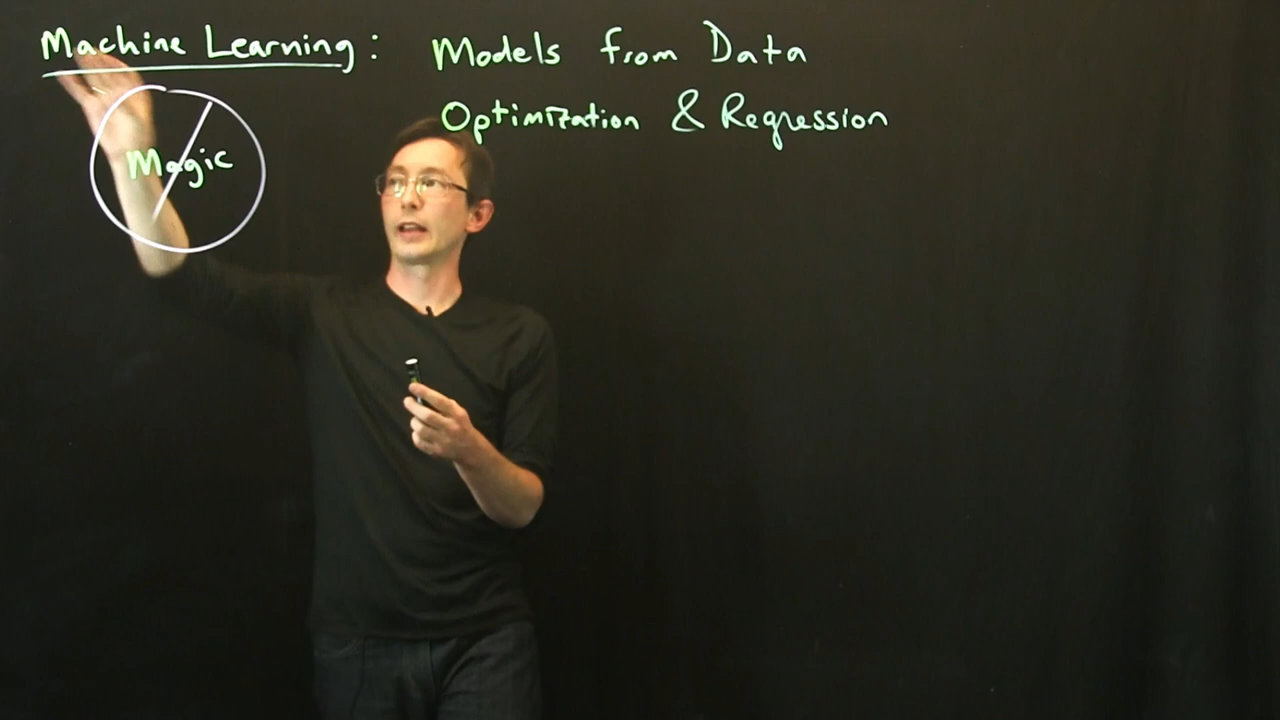 Machine Learning: Models from Data
Optimization & Regression
Magic